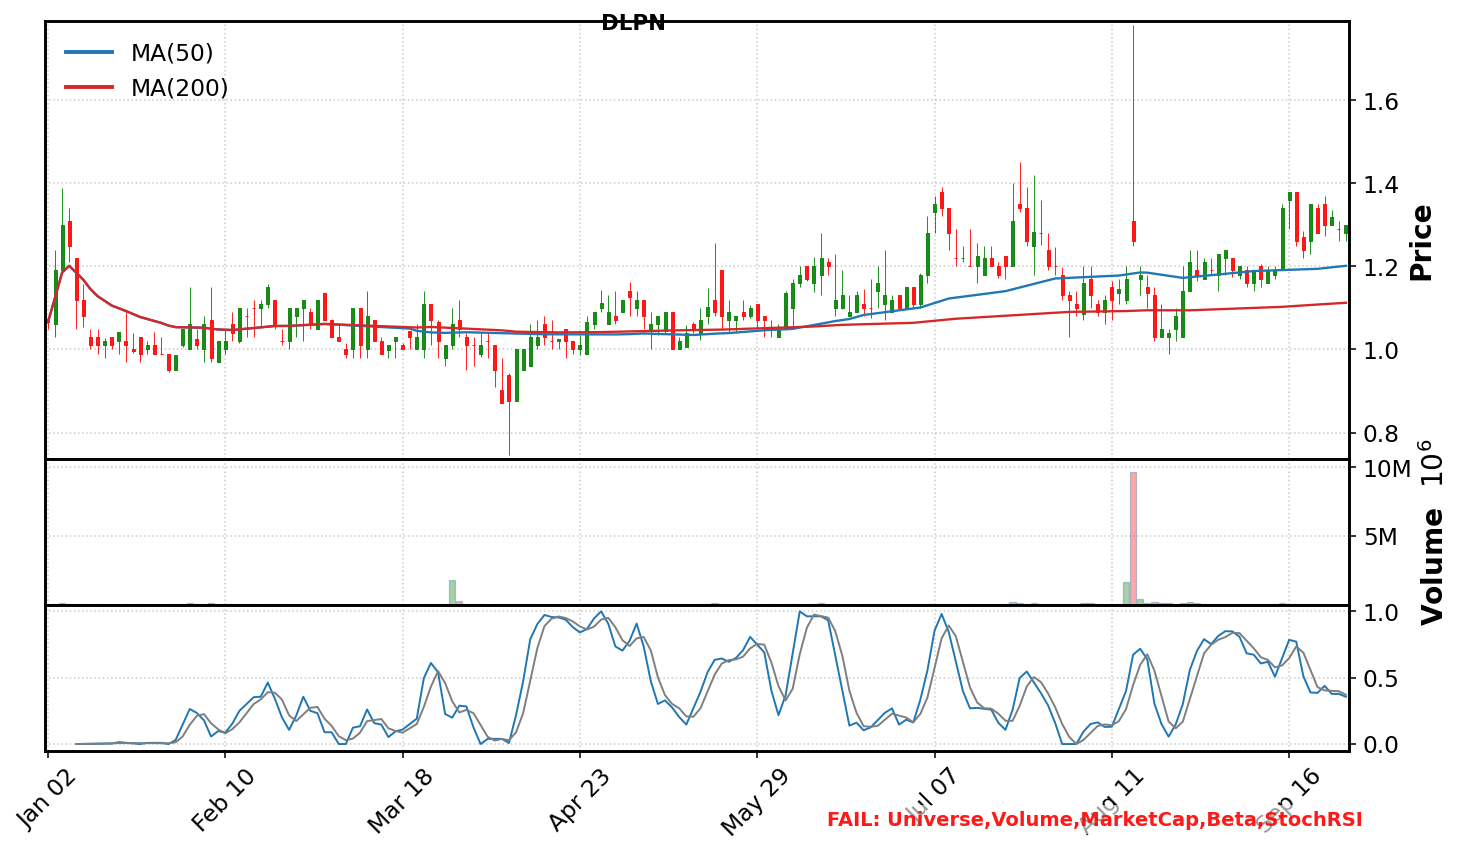 DLPN
MA(50)
MA(200)
1.6
1.4
1.2
1.0
0.8
Price
10M
5M
Volume 10^6
1.0
0.5
0.0
Jan 02
Feb 10
Mar 18
Apr 23
May 29
Jul 07
Aug 11
Sep 16
FAIL: Universe,Volume,MarketCap,Beta,StochRSI